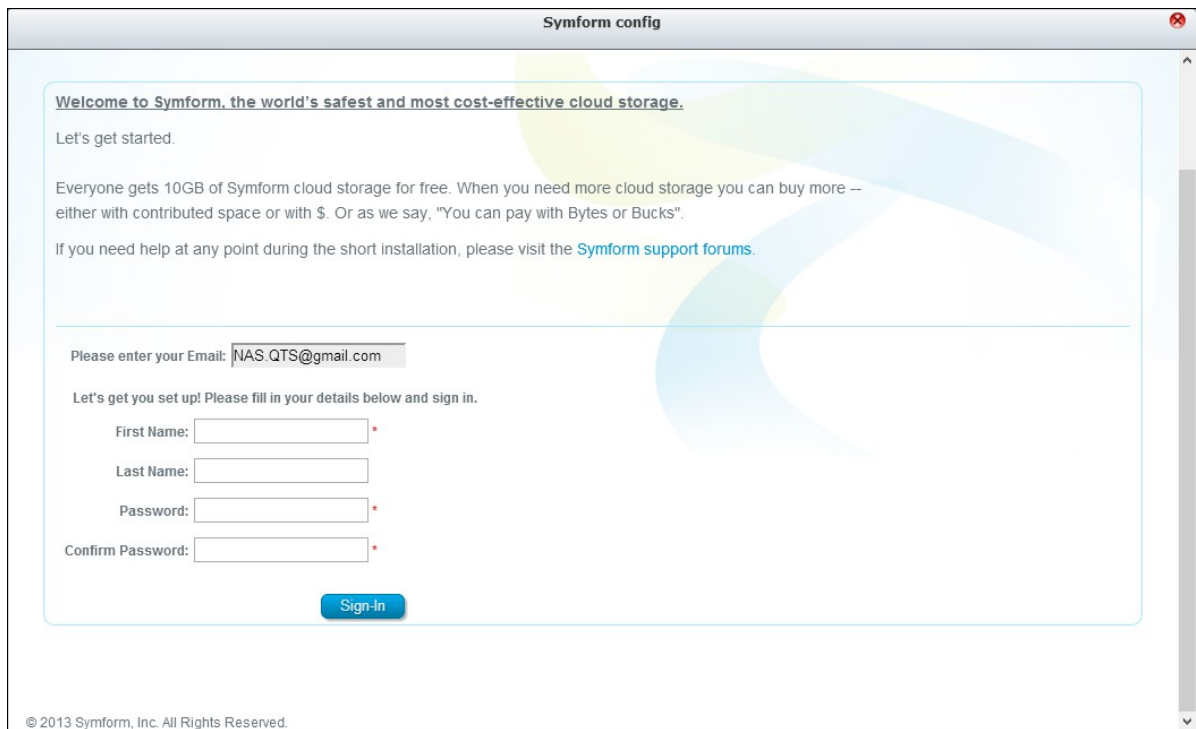 Symform config
Welcome to Symform, the world's safest and most cost-effective cloud storage.
Let's get started.
Everyone gets 10GB of Symform cloud storage for free. When you need more cloud storage you can buy more --
either with contributed space or with $. Or as we say, "You can pay with Bytes or Bucks".
If you need help at any point during the short installation, please visit the Symform support forums.
Please enter your Email: NAS.QTS@gmail.com
Let's get you set up! Please fill in your details below and sign in.
First Name: *
Last Name:
Password: *
Confirm Password: *
Sign-In
© 2013 Symform, Inc. All Rights Reserved.